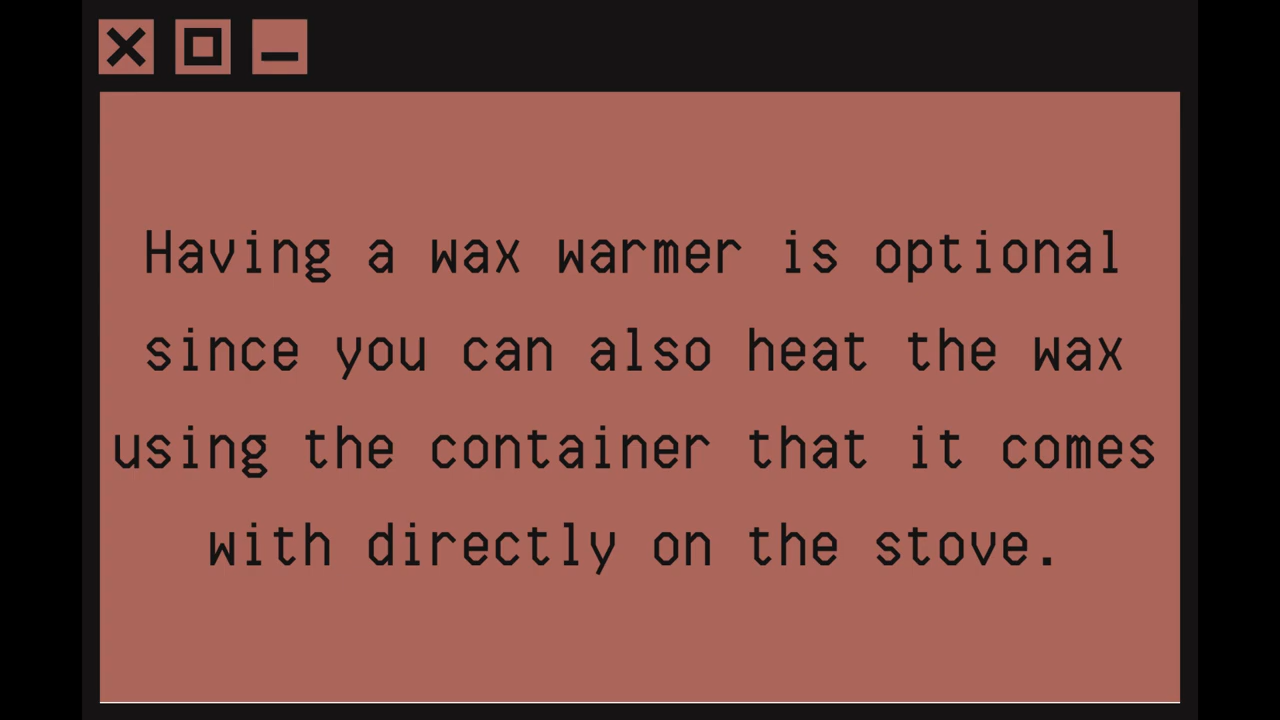 Having a wax warmer is optional
since you can also heat the wax
using the container that it comes
with directly on the stove.